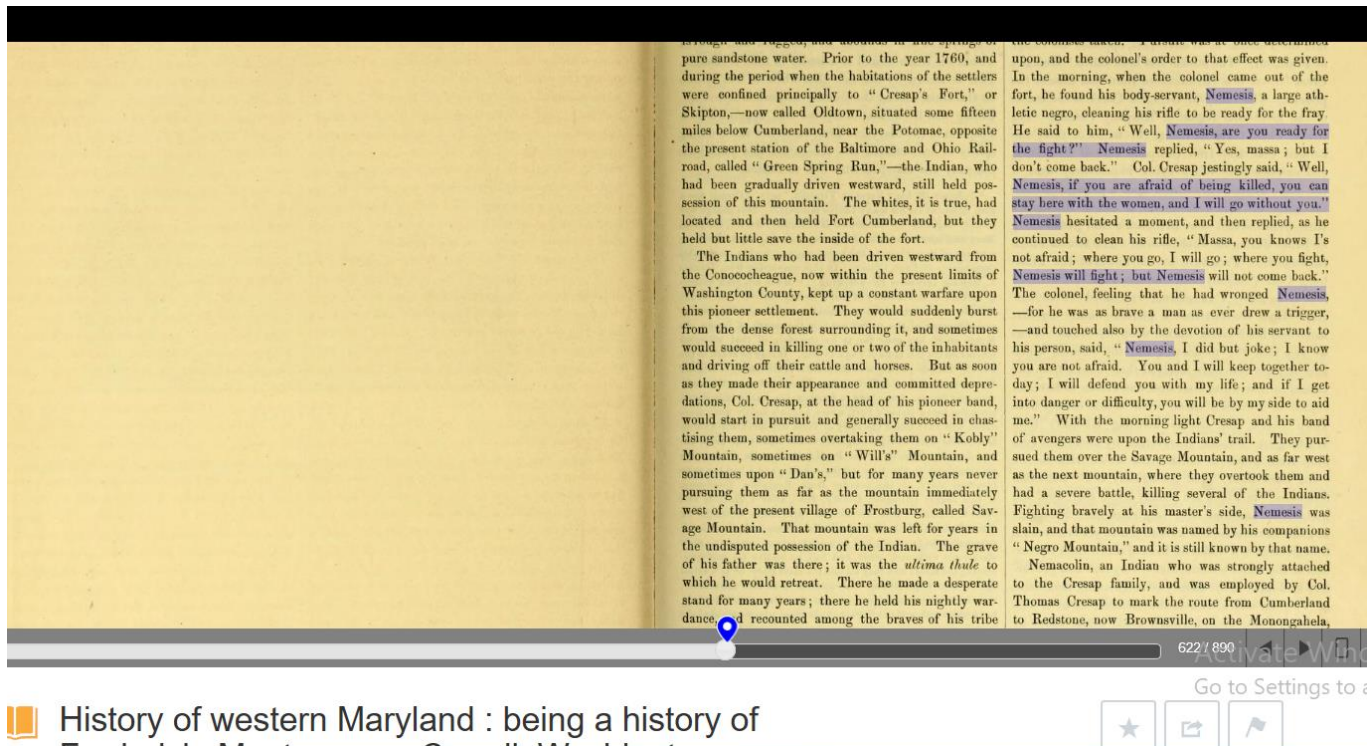 is rough and rugged, and abounds in fine springs of
pure sandstone water. Prior to the year 1760, and
during the period when the habitations of the settlers
were confined principally to “ Cresap's Fort,” or
Skipton,—now called Oldtown, situated some fifteen
miles below Cumberland, near the Potomac, opposite
the present station of the Baltimore and Ohio Rail-
road, called “ Green Spring Run,”—the Indian, who
had been gradually driven westward, still held pos-
session of this mountain. The whites, it is true, had
located and then held Fort Cumberland, but they
held but little save the inside of the fort.
The Indians who had been driven westward from
the Conococheague, now within the present limits of
Washington County, kept up a constant warfare upon
this pioneer settlement. They would suddenly burst
from the dense forest surrounding it, and sometimes
would succeed in killing one or two of the inhabitants
and driving off their cattle and horses. But as soon
as they made their appearance and committed depre-
dations, Col. Cresap, at the head of his pioneer band,
would start in pursuit and generally succeed in chas-
tising them, sometimes overtaking them on “ Kobly”
Mountain, sometimes on “ Will's” Mountain, and
sometimes upon “ Dan's,” but for many years never
pursuing them as far as the mountain immediately
west of the present village of Frostburg, called Sav-
age Mountain. That mountain was left for years in
the undisputed possession of the Indian. The grave
of his father was there; it was the ultima thule to
which he would retreat. There he made a desperate
stand for many years; there he held his nightly war-
dance, recounted among the braves of his tribe
the colonists taken. Pursuit was at once determined
upon, and the colonel's order to that effect was given.
In the morning, when the colonel came out of the
fort, he found his body-servant, Nemesis, a large ath-
letic negro, cleaning his rifle to be ready for the fray
He said to him, “ Well, Nemesis, are you ready for
the fight?” Nemesis replied, “ Yes, massa; but I
don't come back.” Col. Cresap jestingly said, “ Well,
Nemesis, if you are afraid of being killed, you can
stay here with the women, and I will go without you.”
Nemesis hesitated a moment, and then replied, as he
continued to clean his rifle, “ Massa, you knows I's
not afraid; where you go, I will go; where you fight,
Nemesis will fight; but Nemesis will not come back.”
The colonel, feeling that he had wronged Nemesis,
—for he was as brave a man as ever drew a trigger,
—and touched also by the devotion of his servant to
his person, said, “ Nemesis, I did but joke; I know
you are not afraid. You and I will keep together to-
day; I will defend you with my life; and if I get
into danger or difficulty, you will be by my side to aid
me.” With the morning light Cresap and his band
of avengers were upon the Indians' trail. They pur-
sued them over the Savage Mountain, and as far west
as the next mountain, where they overtook them and
had a severe battle, killing several of the Indians.
Fighting bravely at his master's side, Nemesis was
slain, and that mountain was named by his companions
“ Negro Mountain,” and it is still known by that name.
Nemacolin, an Indian who was strongly attached
to the Cresap family, and was employed by Col.
Thomas Cresap to mark the route from Cumberland
to Redstone, now Brownsville, on the Monongahela,
622 / 890
Activate Wind
Go to Settings to a
History of western Maryland : being a history of